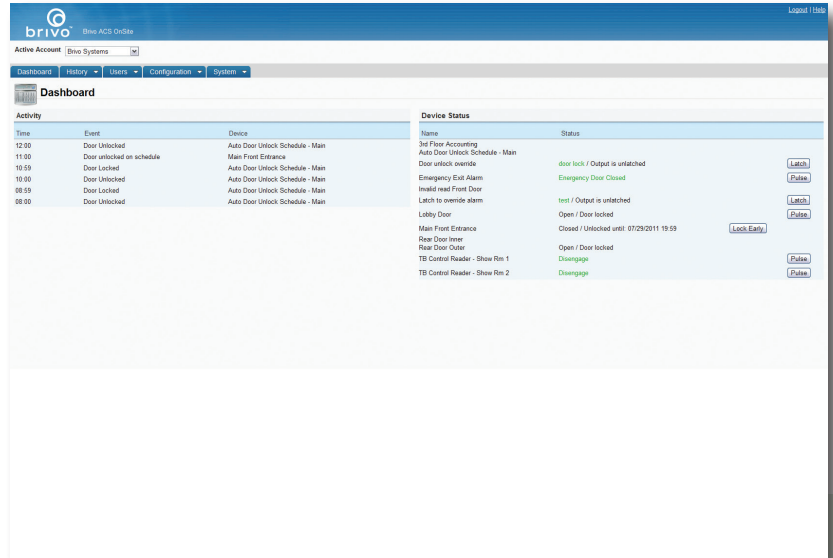 Logout | Help
brivo Brivo ACS OnSite
Active Account Brivo Systems
Dashboard History Users Configuration System
Dashboard
Activity
Time Event Device
12:00 Door Unlocked Auto Door Unlock Schedule - Main
11:00 Door unlocked on schedule Main Front Entrance
10:59 Door Locked Auto Door Unlock Schedule - Main
10:00 Door Unlocked Auto Door Unlock Schedule - Main
08:59 Door Locked Auto Door Unlock Schedule - Main
08:00 Door Unlocked Auto Door Unlock Schedule - Main
Device Status
Name Status
3rd Floor Accounting
Auto Door Unlock Schedule - Main
Door unlock override door lock / Output is unlatched Latch
Emergency Exit Alarm Emergency Door Closed Pulse
Invalid read Front Door
Latch to override alarm test / Output is unlatched Latch
Lobby Door Open / Door locked Pulse
Main Front Entrance Closed / Unlocked until: 07/29/2011 19:59 Lock Early
Rear Door Inner
Rear Door Outer Open / Door locked
TB Control Reader - Show Rm 1 Disengage Pulse
TB Control Reader - Show Rm 2 Disengage Pulse